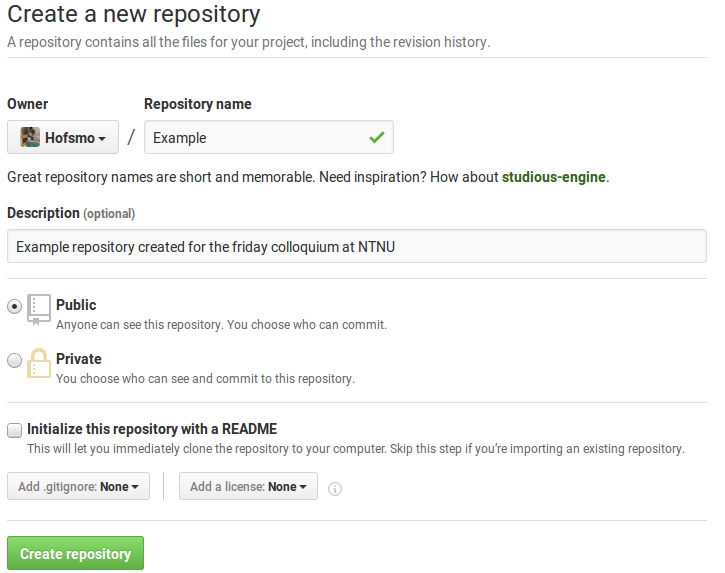 Create a new repository
A repository contains all the files for your project, including the revision history.
Owner Repository name
Hofsmo / Example
Great repository names are short and memorable. Need inspiration? How about studious-engine.
Description (optional)
Example repository created for the friday colloquium at NTNU
Public
Anyone can see this repository. You choose who can commit.
Private
You choose who can see and commit to this repository.
Initialize this repository with a README
This will let you immediately clone the repository to your computer. Skip this step if you’re importing an existing repository.
Add .gitignore: None Add a license: None
Create repository